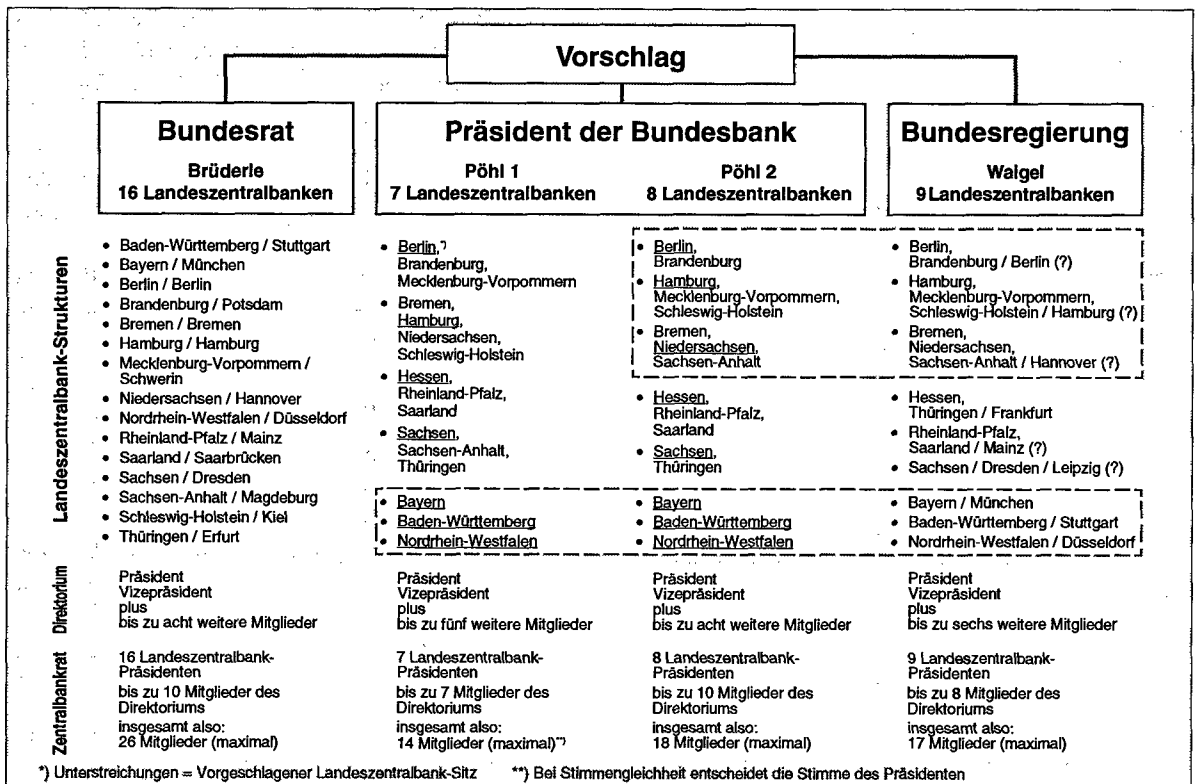 Vorschlag
Bundesrat
Brüderle
16 Landeszentralbanken
Präsident der Bundesbank
Pöhl 1
7 Landeszentralbanken
Pöhl 2
8 Landeszentralbanken
Bundesregierung
Waigel
9 Landeszentralbanken
Landeszentralbank-Strukturen
• Baden-Württemberg / Stuttgart
• Bayern / München
• Berlin / Berlin
• Brandenburg / Potsdam
• Bremen / Bremen
• Hamburg / Hamburg
• Mecklenburg-Vorpommern /
Schwerin
• Niedersachsen / Hannover
• Nordrhein-Westfalen / Düsseldorf
• Rheinland-Pfalz / Mainz
• Saarland / Saarbrücken
• Sachsen / Dresden
• Sachsen-Anhalt / Magdeburg
• Schleswig-Holstein / Kiel
• Thüringen / Erfurt
• Berlin,*)
Brandenburg,
Mecklenburg-Vorpommern
• Bremen,
Hamburg,
Niedersachsen,
Schleswig-Holstein
• Hessen,
Rheinland-Pfalz,
Saarland
• Sachsen,
Sachsen-Anhalt,
Thüringen
• Bayern
• Baden-Württemberg
• Nordrhein-Westfalen
• Berlin,
Brandenburg
• Hamburg,
Mecklenburg-Vorpommern,
Schleswig-Holstein
• Bremen,
Niedersachsen,
Sachsen-Anhalt
• Hessen,
Rheinland-Pfalz,
Saarland
• Sachsen,
Thüringen
• Bayern
• Baden-Württemberg
• Nordrhein-Westfalen
• Berlin,
Brandenburg / Berlin (?)
• Hamburg,
Mecklenburg-Vorpommern,
Schleswig-Holstein / Hamburg (?)
• Bremen,
Niedersachsen,
Sachsen-Anhalt / Hannover (?)
• Hessen,
Thüringen / Frankfurt
• Rheinland-Pfalz,
Saarland / Mainz (?)
• Sachsen / Dresden / Leipzig (?)
• Bayern / München
• Baden-Württemberg / Stuttgart
• Nordrhein-Westfalen / Düsseldorf
Direktorium
Präsident
Vizepräsident
plus
bis zu acht weitere Mitglieder
Präsident
Vizepräsident
plus
bis zu fünf weitere Mitglieder
Präsident
Vizepräsident
plus
bis zu acht weitere Mitglieder
Präsident
Vizepräsident
plus
bis zu sechs weitere Mitglieder
Zentralbankrat
16 Landeszentralbank-
Präsidenten
bis zu 10 Mitglieder des
Direktoriums
insgesamt also:
26 Mitglieder (maximal)
7 Landeszentralbank-
Präsidenten
bis zu 7 Mitglieder des
Direktoriums
insgesamt also:
14 Mitglieder (maximal)**)
8 Landeszentralbank-
Präsidenten
bis zu 10 Mitglieder des
Direktoriums
insgesamt also:
18 Mitglieder (maximal)
9 Landeszentralbank-
Präsidenten
bis zu 8 Mitglieder des
Direktoriums
insgesamt also:
17 Mitglieder (maximal)
*) Unterstreichungen = Vorgeschlagener Landeszentralbank-Sitz **) Bei Stimmengleichheit entscheidet die Stimme des Präsidenten